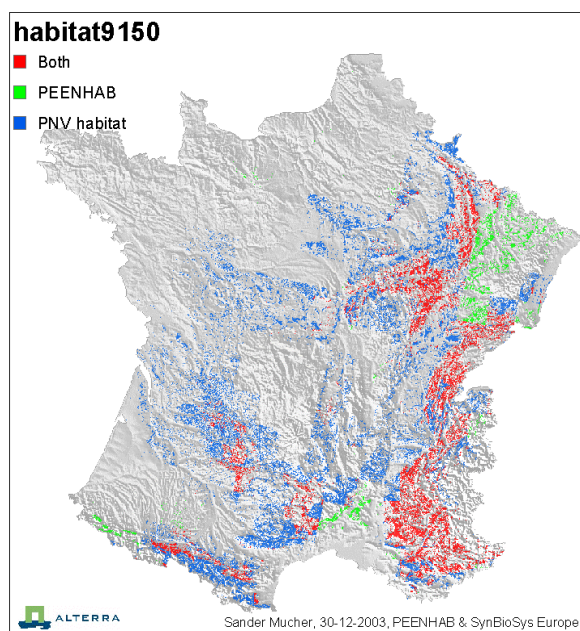 habitat9150
Both
PEENHAB
PNV habitat
ALTERRA
Sander Mucher, 30-12-2003, PEENHAB & SynBioSys Europe